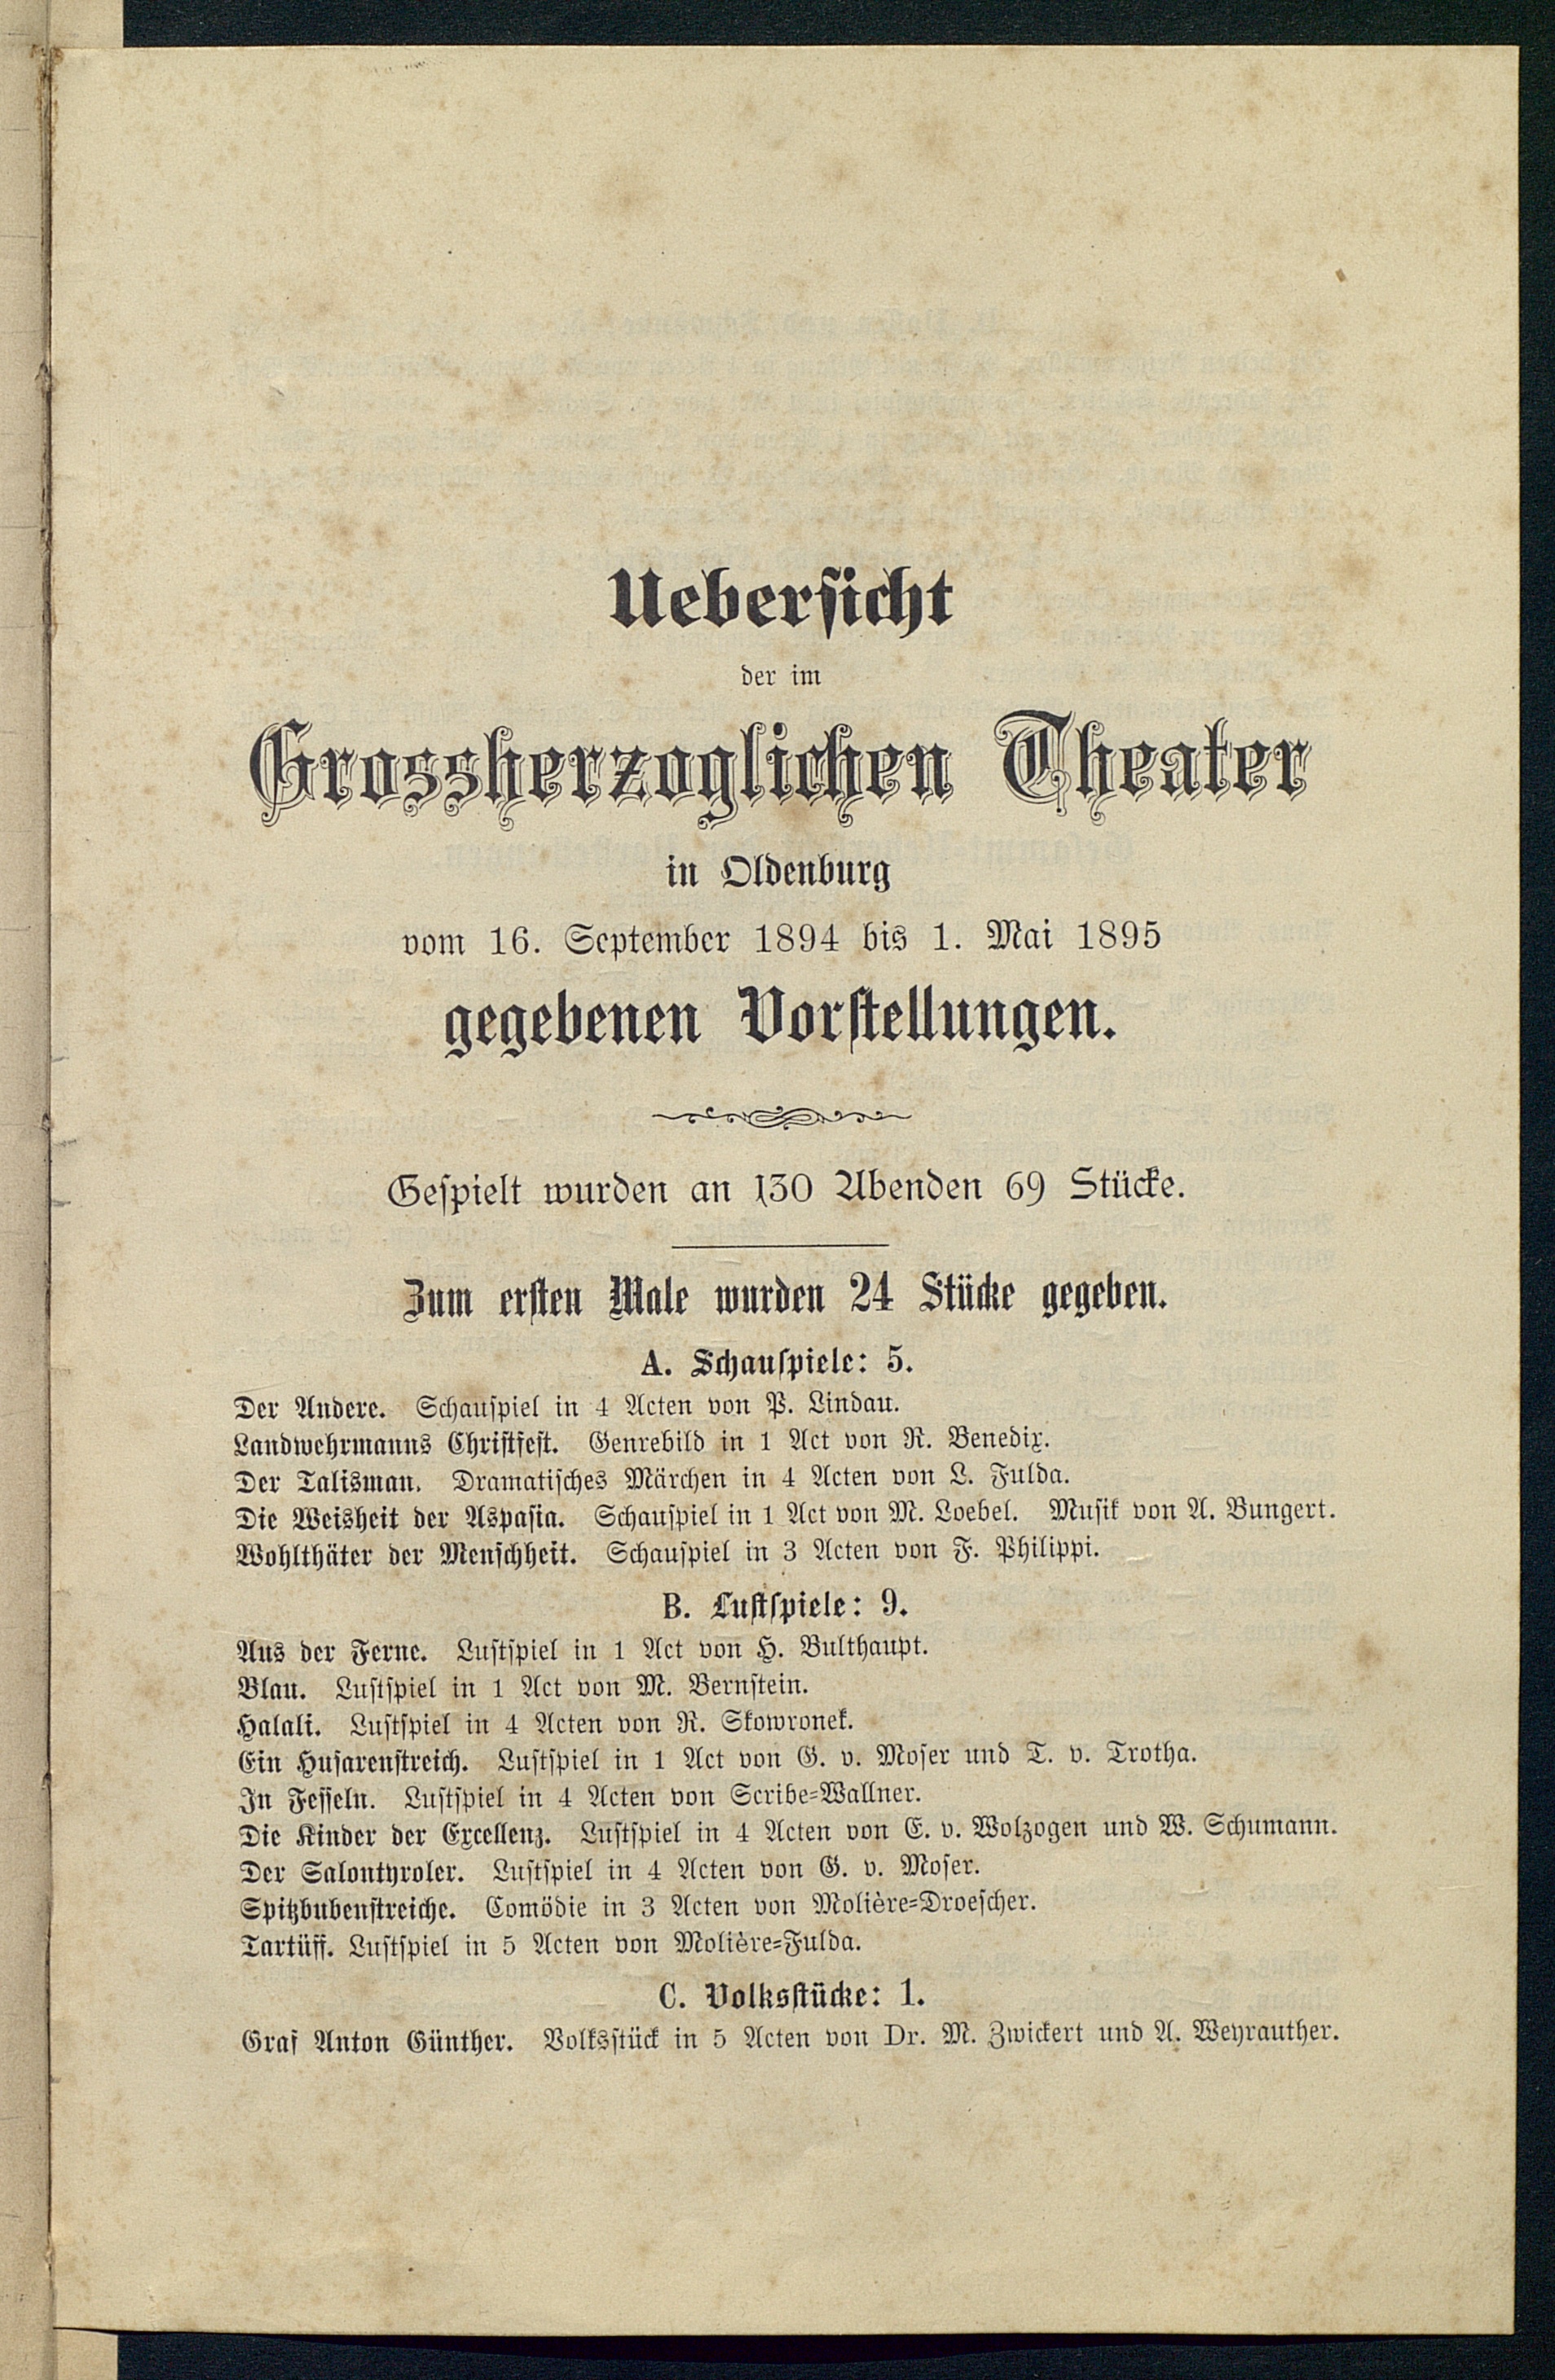 Uebersicht
der im
Grossherzoglichen Theater
in Oldenburg
vom 16. September 1894 bis 1. Mai 1895
gegebenen Vorstellungen.
Gespielt wurden an 130 Abenden 69 Stücke.
Zum ersten Male wurden 24 Stücke gegeben.
A. Schauspiele: 5.
Der Andere. Schauspiel in 4 Acten von P. Lindau.
Landwehrmanns Christfest. Genrebild in 1 Act von R. Benedix.
Der Talisman. Dramatisches Märchen in 4 Acten von L. Fulda.
Die Weisheit der Aspasia. Schauspiel in 1 Act von M. Loebel. Musik von A. Bungert.
Wohlthäter der Menschheit. Schauspiel in 3 Acten von F. Philippi.
B. Lustspiele: 9.
Aus der Ferne. Lustspiel in 1 Act von H. Bulthaupt.
Blau. Lustspiel in 1 Act von M. Bernstein.
Halali. Lustspiel in 4 Acten von R. Skowronek.
Ein Husarenstreich. Lustspiel in 1 Act von G. v. Moser und T. v. Trotha.
In Fesseln. Lustspiel in 4 Acten von Scribe-Wallner.
Die Kinder der Excellenz. Lustspiel in 4 Acten von E. v. Wolzogen und W. Schumann.
Der Salontyroler. Lustspiel in 4 Acten von G. v. Moser.
Spitzbubenstreiche. Comödie in 3 Acten von Molière-Droescher.
Tartüff. Lustspiel in 5 Acten von Molière-Fulda.
C. Volksstücke: 1.
Graf Anton Günther. Volksstück in 5 Acten von Dr. M. Zwickert und A. Weyrauther.